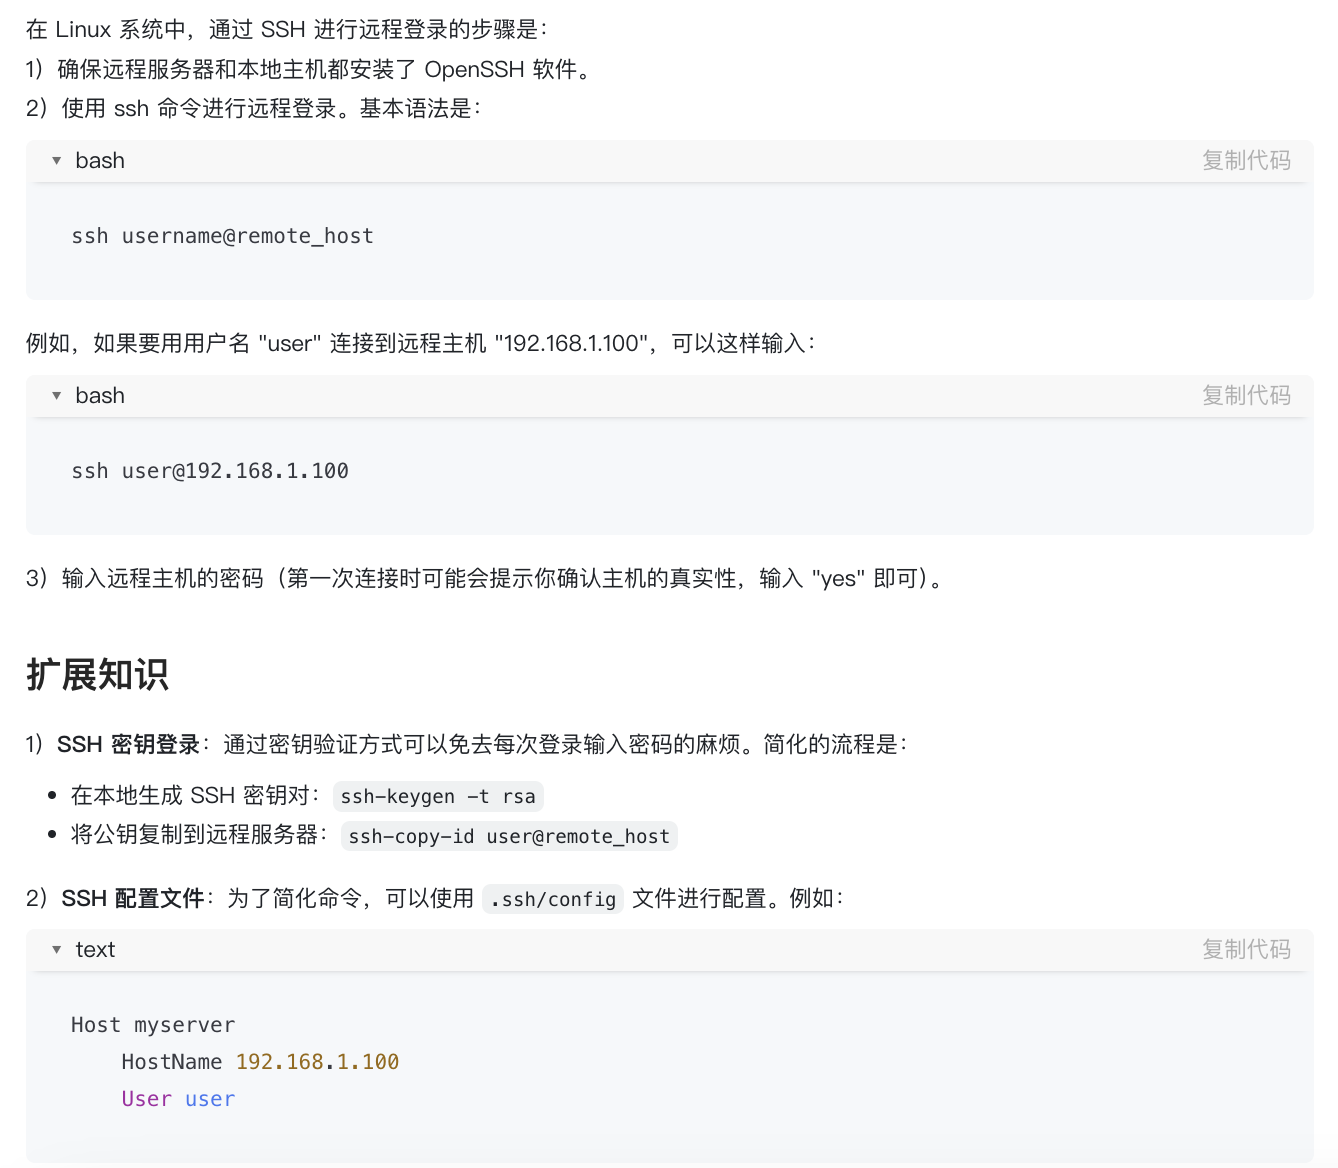 在 Linux 系统中，通过 SSH 进行远程登录的步骤是：
1）确保远程服务器和本地主机都安装了 OpenSSH 软件。
2）使用 ssh 命令进行远程登录。基本语法是：
bash
复制代码
ssh username@remote_host
例如，如果要用用户名 "user" 连接到远程主机 "192.168.1.100"，可以这样输入：
bash
复制代码
ssh user@192.168.1.100
3）输入远程主机的密码（第一次连接时可能会提示你确认主机的真实性，输入 "yes" 即可）。
扩展知识
1）SSH 密钥登录：通过密钥验证方式可以免去每次登录输入密码的麻烦。简化的流程是：
• 在本地生成 SSH 密钥对： ssh-keygen -t rsa
• 将公钥复制到远程服务器： ssh-copy-id user@remote_host
2）SSH 配置文件：为了简化命令，可以使用 .ssh/config 文件进行配置。例如：
text
复制代码
Host myserver
    HostName 192.168.1.100
    User user